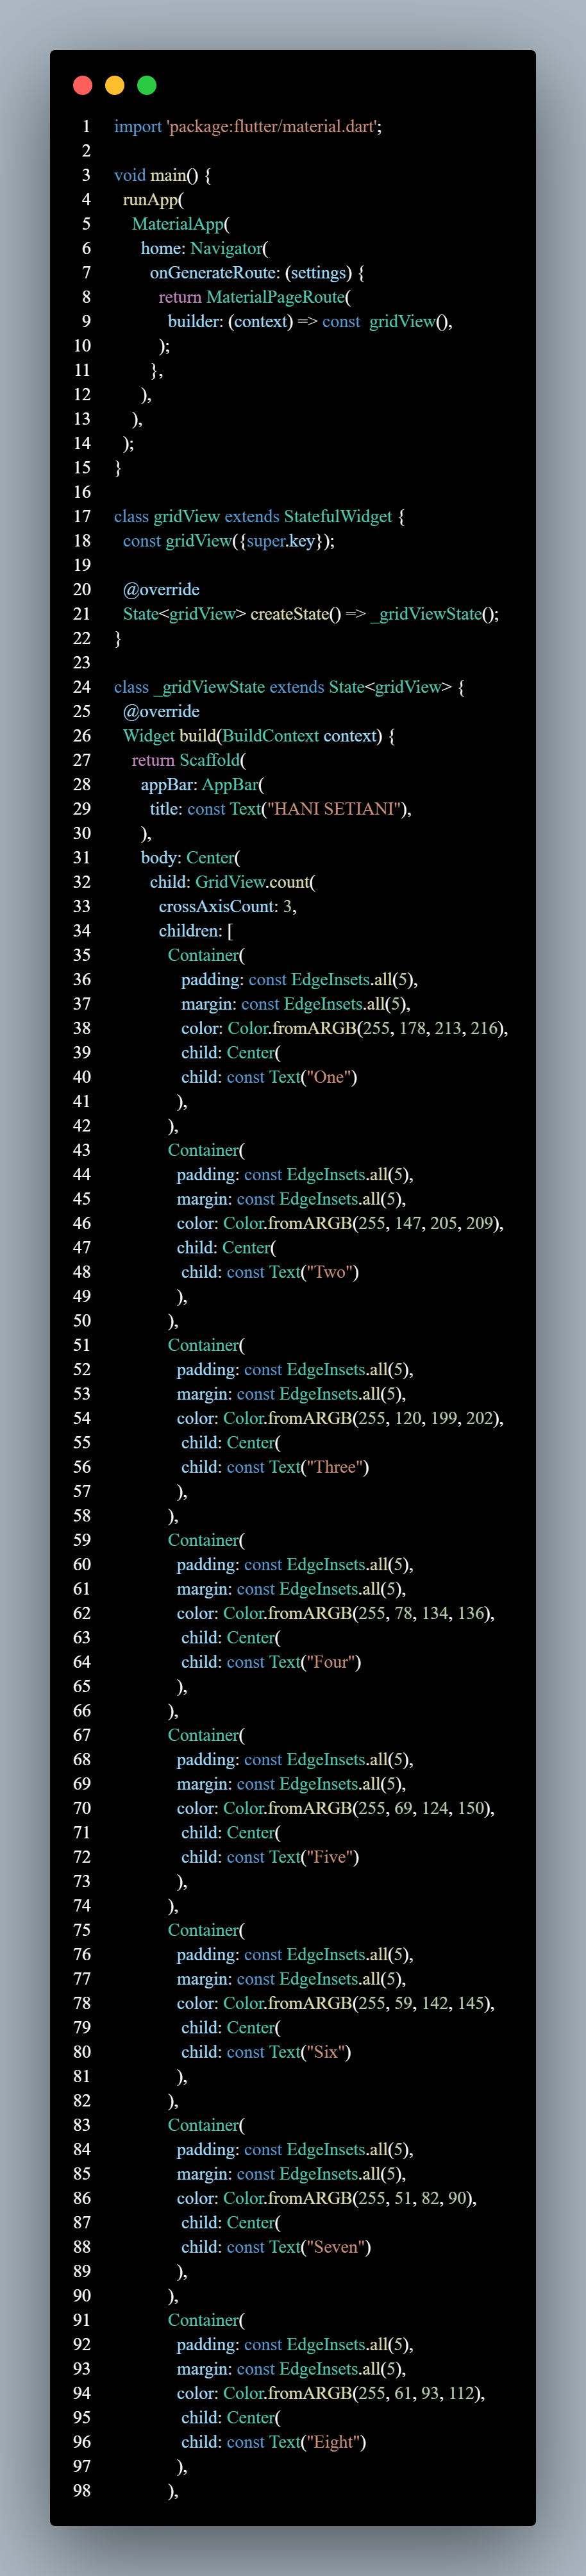 1 import 'package:flutter/material.dart';
2
3 void main() {
4 runApp(
5 MaterialApp(
6 home: Navigator(
7 onGenerateRoute: (settings) {
8 return MaterialPageRoute(
9 builder: (context) => const  gridView(),
10 );
11 },
12 ),
13 ),
14 );
15 }
16
17 class gridView extends StatefulWidget {
18 const gridView({super.key});
19
20 @override
21 State<gridView> createState() => _gridViewState();
22 }
23
24 class _gridViewState extends State<gridView> {
25 @override
26 Widget build(BuildContext context) {
27 return Scaffold(
28 appBar: AppBar(
29 title: const Text("HANI SETIANI"),
30 ),
31 body: Center(
32 child: GridView.count(
33 crossAxisCount: 3,
34 children: [
35 Container(
36 padding: const EdgeInsets.all(5),
37 margin: const EdgeInsets.all(5),
38 color: Color.fromARGB(255, 178, 213, 216),
39 child: Center(
40 child: const Text("One")
41 ),
42 ),
43 Container(
44 padding: const EdgeInsets.all(5),
45 margin: const EdgeInsets.all(5),
46 color: Color.fromARGB(255, 147, 205, 209),
47 child: Center(
48 child: const Text("Two")
49 ),
50 ),
51 Container(
52 padding: const EdgeInsets.all(5),
53 margin: const EdgeInsets.all(5),
54 color: Color.fromARGB(255, 120, 199, 202),
55 child: Center(
56 child: const Text("Three")
57 ),
58 ),
59 Container(
60 padding: const EdgeInsets.all(5),
61 margin: const EdgeInsets.all(5),
62 color: Color.fromARGB(255, 78, 134, 136),
63 child: Center(
64 child: const Text("Four")
65 ),
66 ),
67 Container(
68 padding: const EdgeInsets.all(5),
69 margin: const EdgeInsets.all(5),
70 color: Color.fromARGB(255, 69, 124, 150),
71 child: Center(
72 child: const Text("Five")
73 ),
74 ),
75 Container(
76 padding: const EdgeInsets.all(5),
77 margin: const EdgeInsets.all(5),
78 color: Color.fromARGB(255, 59, 142, 145),
79 child: Center(
80 child: const Text("Six")
81 ),
82 ),
83 Container(
84 padding: const EdgeInsets.all(5),
85 margin: const EdgeInsets.all(5),
86 color: Color.fromARGB(255, 51, 82, 90),
87 child: Center(
88 child: const Text("Seven")
89 ),
90 ),
91 Container(
92 padding: const EdgeInsets.all(5),
93 margin: const EdgeInsets.all(5),
94 color: Color.fromARGB(255, 61, 93, 112),
95 child: Center(
96 child: const Text("Eight")
97 ),
98 ),